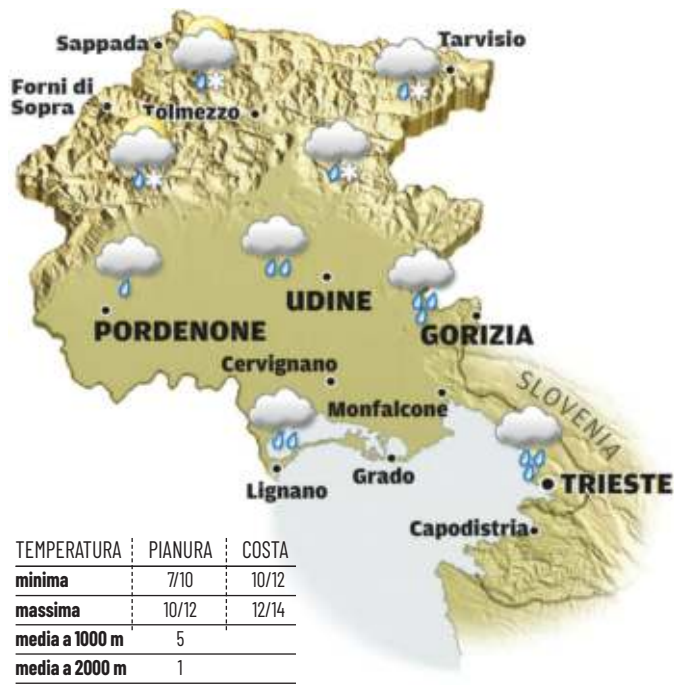 Sappada
Tarvisio
Forni di
Sopra
Tolmezzo
UDINE
PORDENONE
GORIZIA
Cervignano
Monfalcone
SLOVENIA
Lignano
Grado
TRIESTE
Capodistria
TEMPERATURA PIANURA COSTA
minima 7/10 10/12
massima 10/12 12/14
media a 1000 m 5
media a 2000 m 1